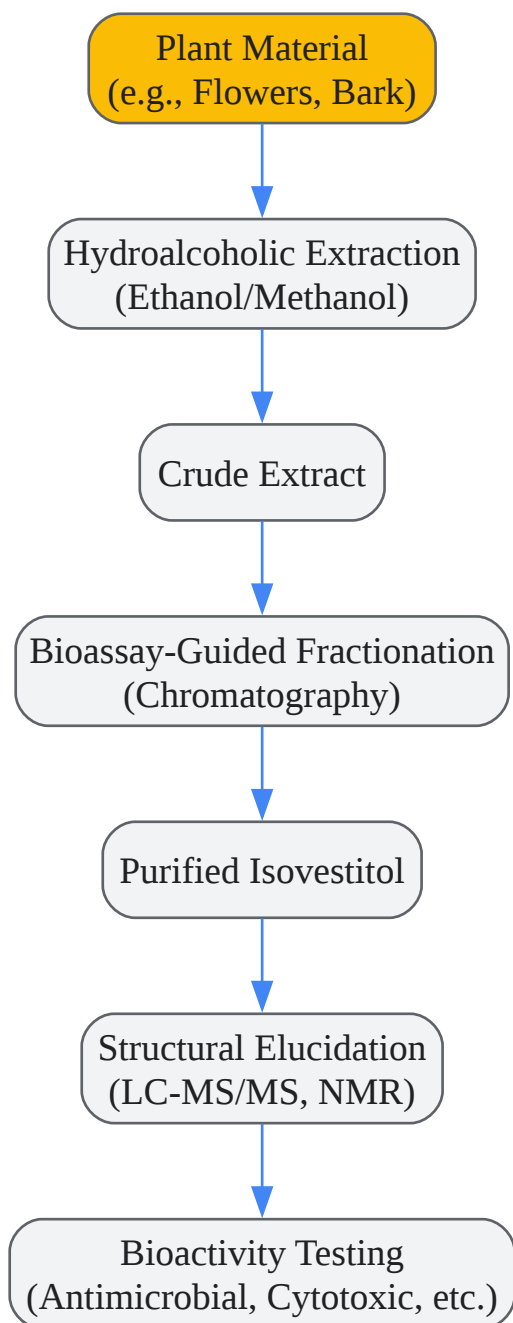 Plant Material
(e.g., Flowers, Bark)
Hydroalcoholic Extraction
(Ethanol/Methanol)
Crude Extract
Bioassay-Guided Fractionation
(Chromatography)
Purified Isovestitol
Structural Elucidation
(LC-MS/MS, NMR)
Bioactivity Testing
(Antimicrobial, Cytotoxic, etc.)